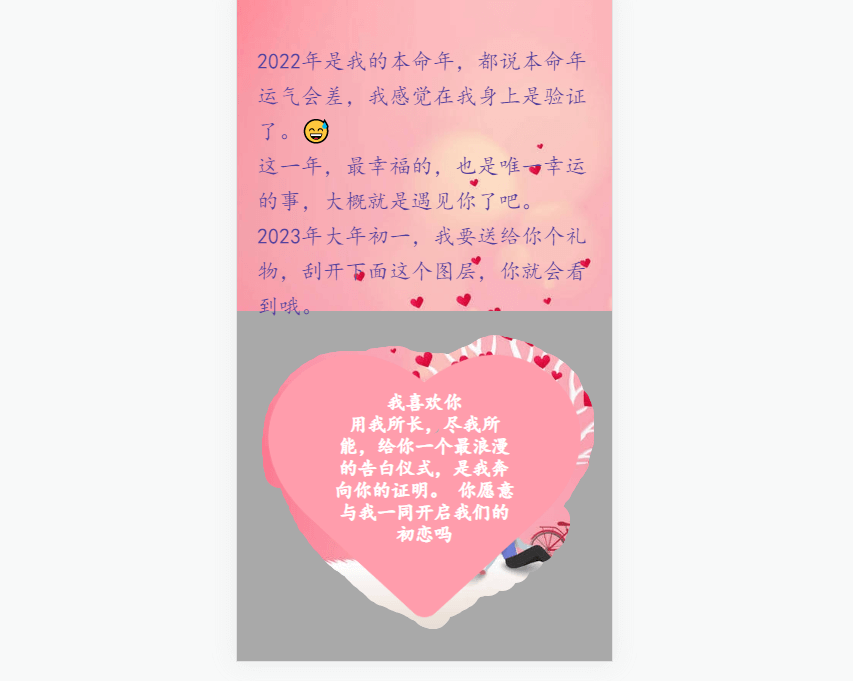 2022年是我的本命年，都说本命年
运气会差，我感觉在我身上是验证
了。😅
这一年，最幸福的，也是唯一幸运
的事，大概就是遇见你了吧。
2023年大年初一，我要送给你个礼
物，刮开下面这个图层，你就会看
到哦。
我喜欢你
用我所长，尽我所
能，给你一个最浪漫
的告白仪式，是我奔
向你的证明。 你愿意
与我一同开启我们的
初恋吗